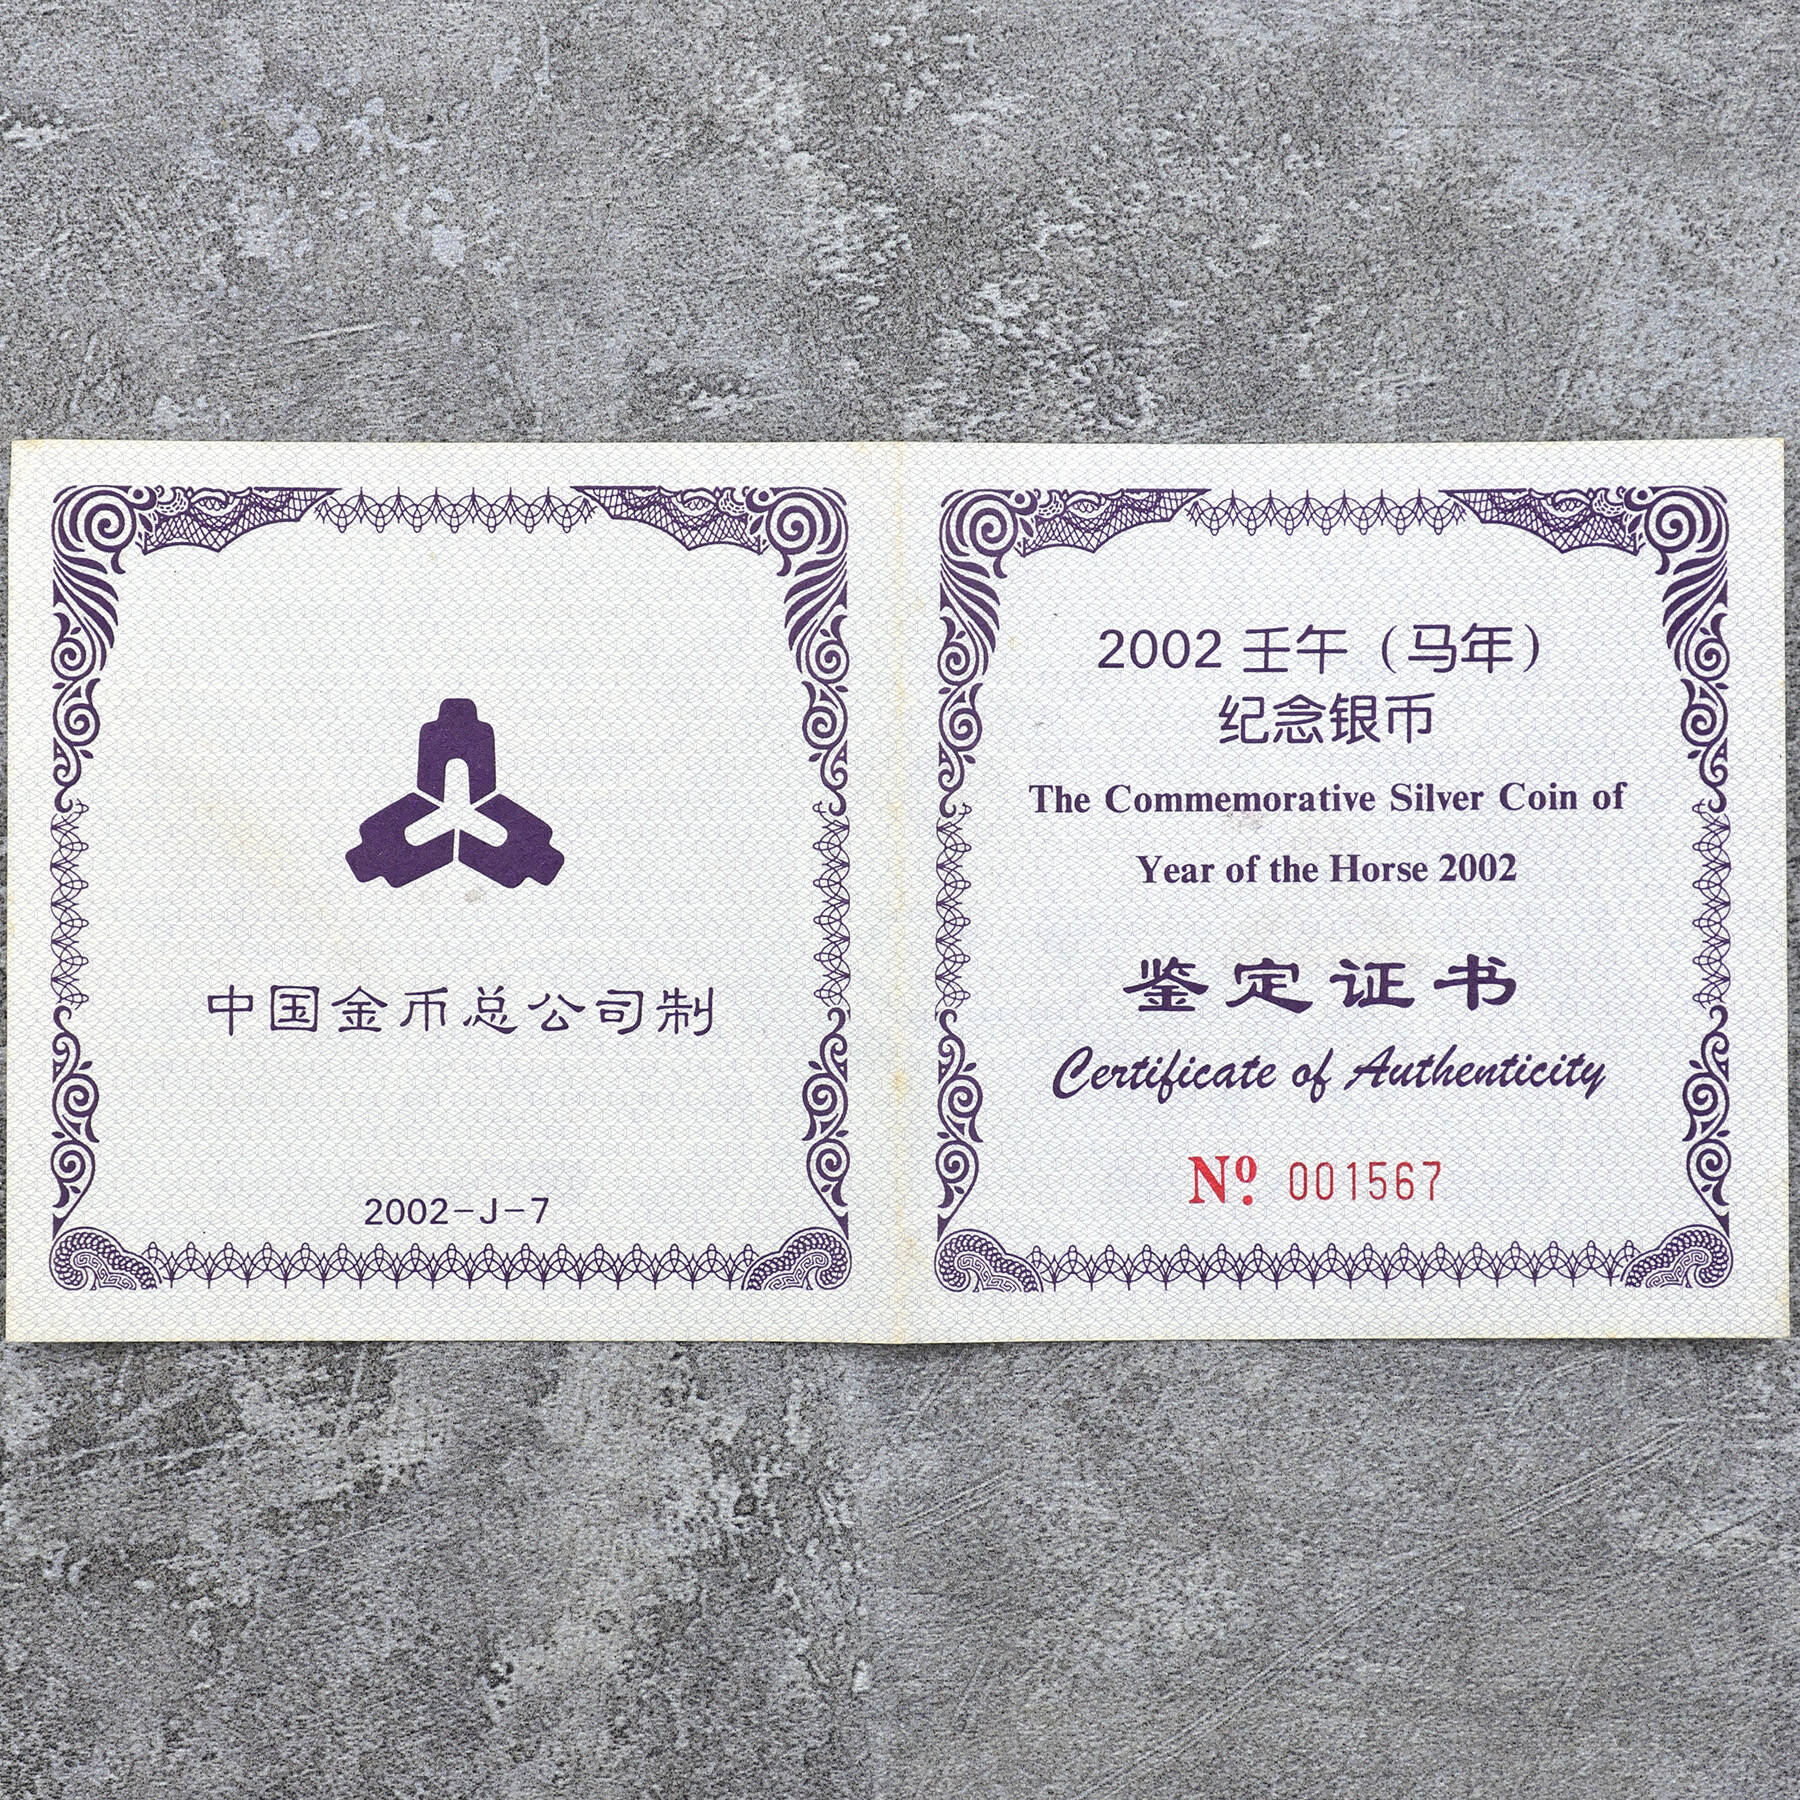 中国金币总公司制
2002-J-7
2002 壬午（马年）
纪念银币
The Commemorative Silver Coin of
Year of the Horse 2002
鉴定证书
Certificate of Authenticity
Nº. 001567